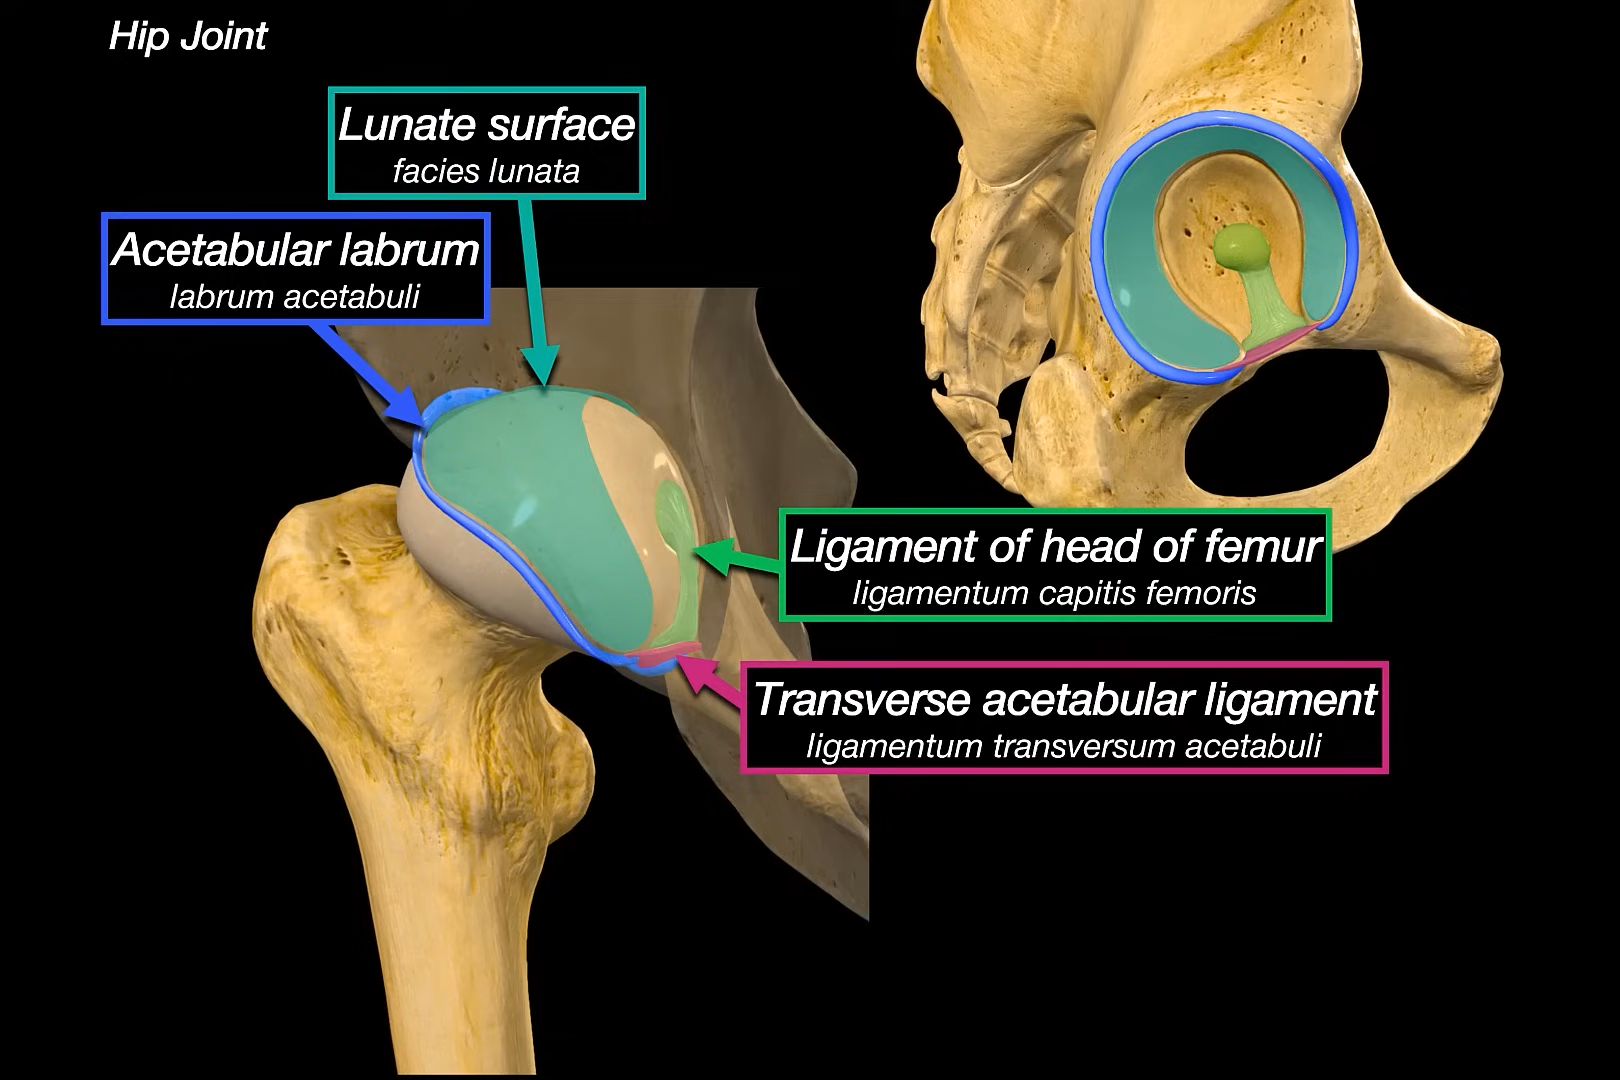 Hip Joint
Lunate surface
facies lunata
Acetabular labrum
labrum acetabuli
Ligament of head of femur
ligamentum capitis femoris
Transverse acetabular ligament
ligamentum transversum acetabuli